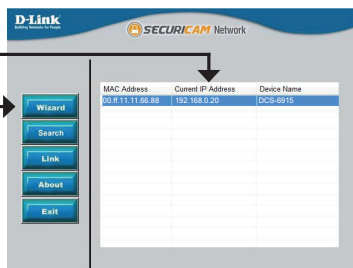 D-Link
Building Networks for People
SECURICAM Network
MAC Address Current IP Address Device Name
00.ff.11.11.66.88 192.168.0.20 DCS-6915
Wizard
Search
Link
About
Exit